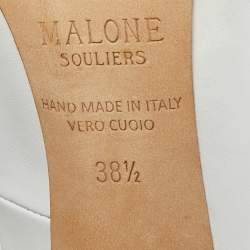 MALONE
SOULIERS
HAND MADE IN ITALY
VERO CUOIO
38½